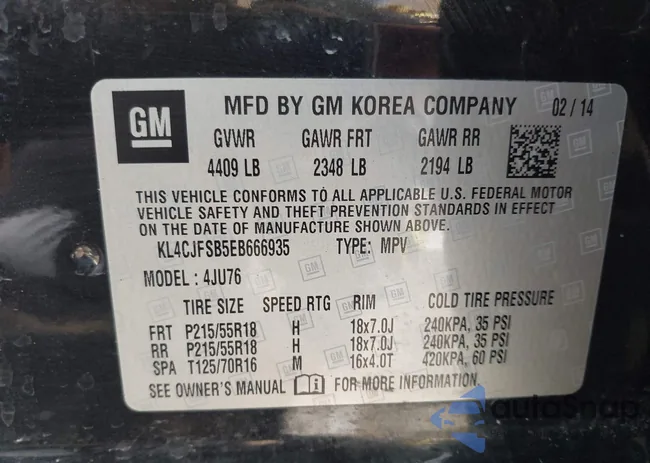 GM MFD BY GM KOREA COMPANY 02 / 14
GVWR GAWR FRT GAWR RR
4409 LB 2348 LB 2194 LB
THIS VEHICLE CONFORMS TO ALL APPLICABLE U.S. FEDERAL MOTOR
VEHICLE SAFETY AND THEFT PREVENTION STANDARDS IN EFFECT
ON THE DATE OF MANUFACTURE SHOWN ABOVE.
KL4CJFSB5EB666935 TYPE: MPV
MODEL : 4JU76
TIRE SIZE SPEED RTG RIM COLD TIRE PRESSURE
FRT P215/55R18 H 18x7.0J 240KPA, 35 PSI
RR P215/55R18 H 18x7.0J 240KPA, 35 PSI
SPA T125/70R16 M 16x4.0T 420KPA, 60 PSI
SEE OWNER'S MANUAL FOR MORE INFORMATION.
autoSnap